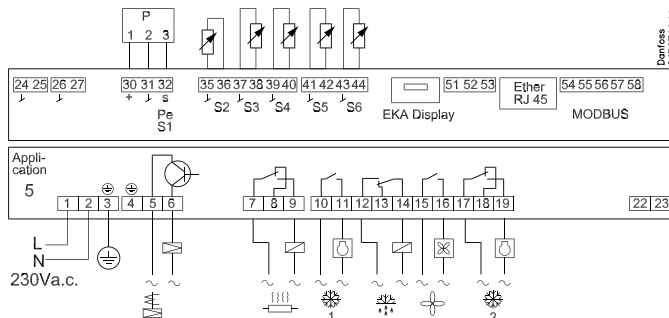 P
1 2 3
Danfoss
24 25 26 27 30 31 32 35 36 37 38 39 40 41 42 43 44 51 52 53 54 55 56 57 58
+ s S2 S3 S4 S5 S6
Pe
S1
EKA Display
Ether
RJ 45
MODBUS
Appli-
cation
5
1 2 3 4 5 6 7 8 9 10 11 12 13 14 15 16 17 18 19 22 23
L
N
230Va.c.
1 2